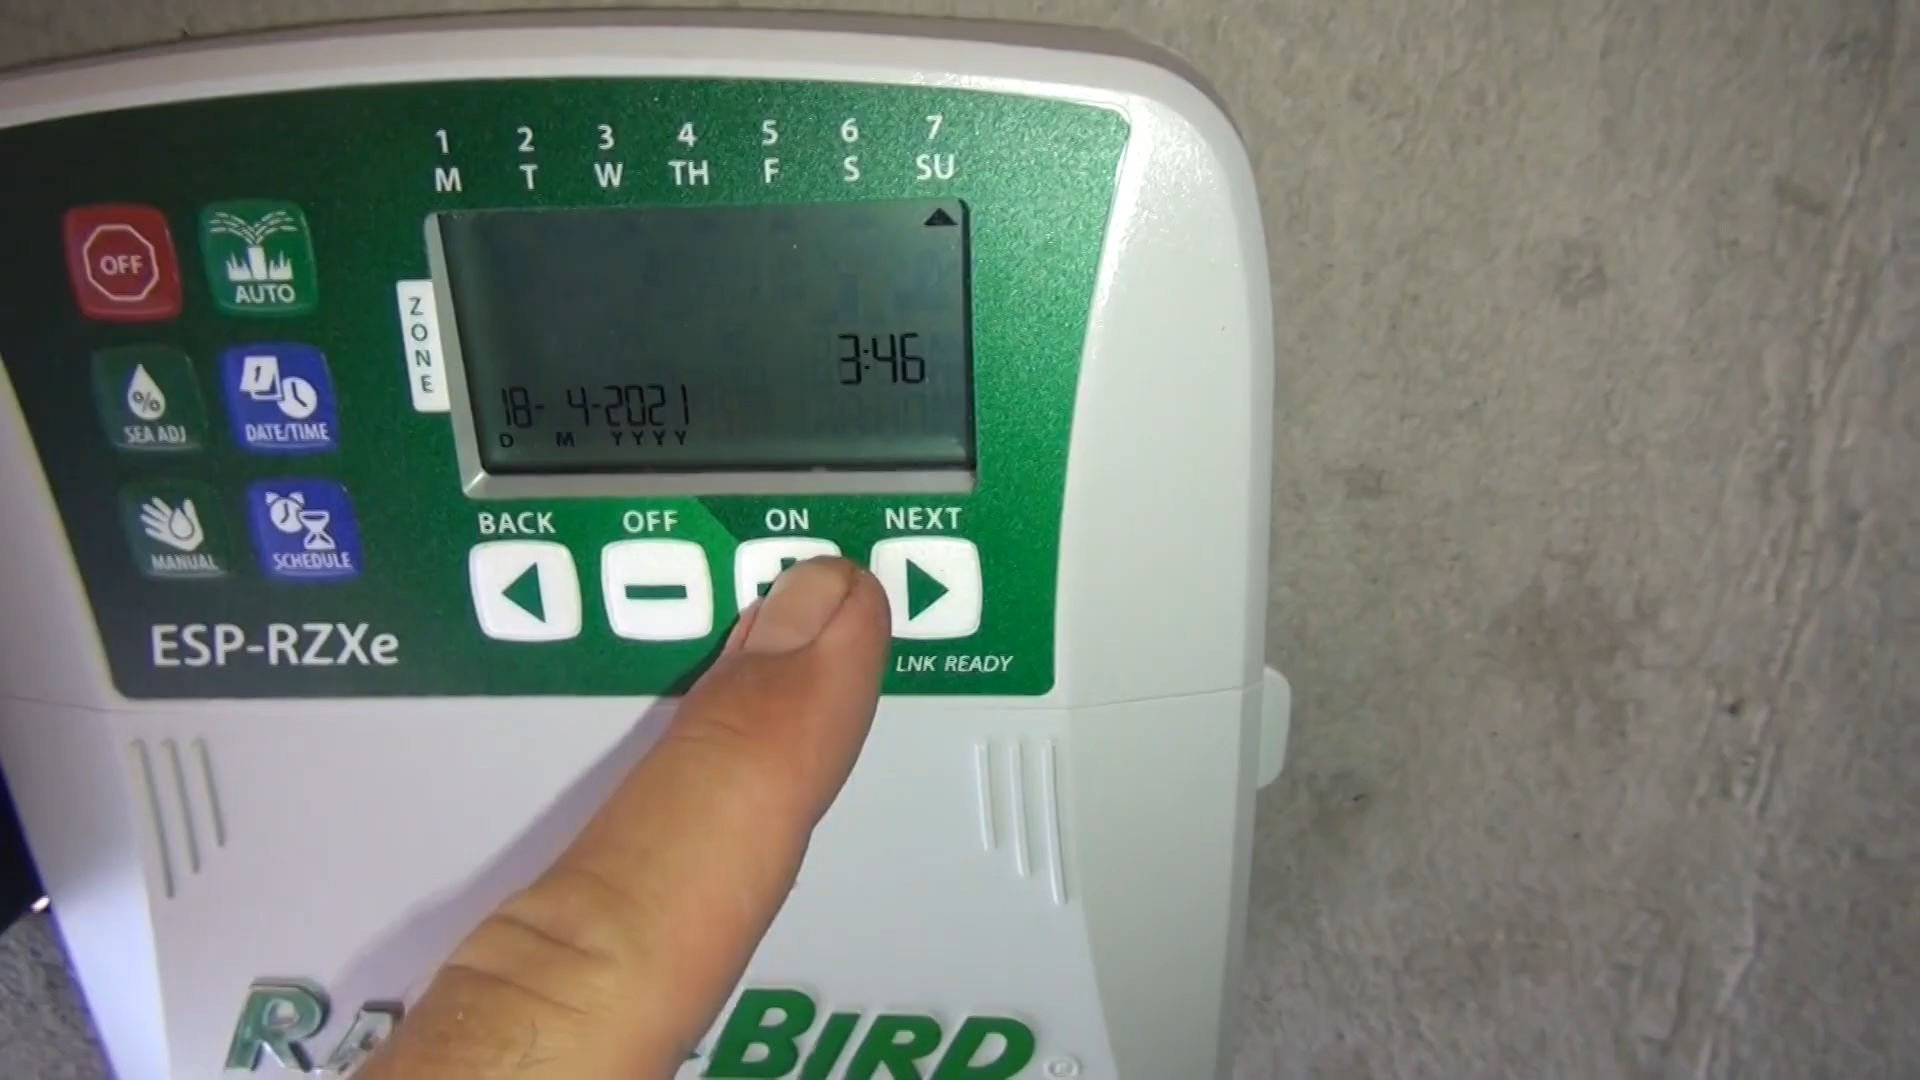 1 2 3 4 5 6 7
M T W TH F S SU
OFF
AUTO
ZONE
3:46
18- 4-2021
D M YYYY
%
SEA ADJ
1
DATE/TIME
MANUAL
SCHEDULE
BACK OFF ON NEXT
ESP-RZXe
LNK READY
BIRD